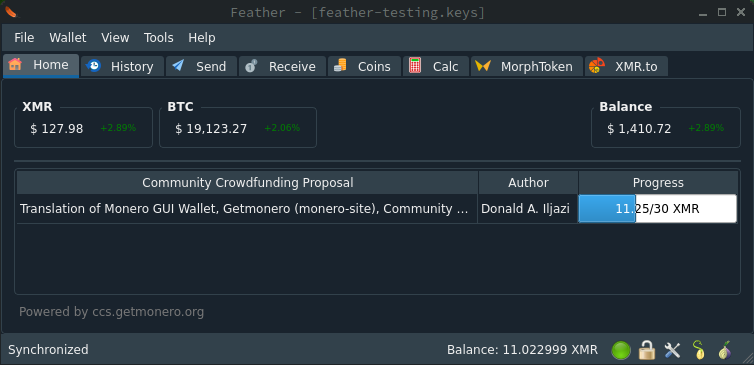 Feather - [feather-testing.keys]
File Wallet View Tools Help
Home History Send Receive Coins Calc MorphToken XMR.to
XMR BTC Balance
$ 127.98 +2.89% $ 19,123.27 +2.06% $ 1,410.72 +2.89%
Community Crowdfunding Proposal Author Progress
Translation of Monero GUI Wallet, Getmonero (monero-site), Community ... Donald A. Iljazi 11.25/30 XMR
Powered by ccs.getmonero.org
Synchronized Balance: 11.022999 XMR